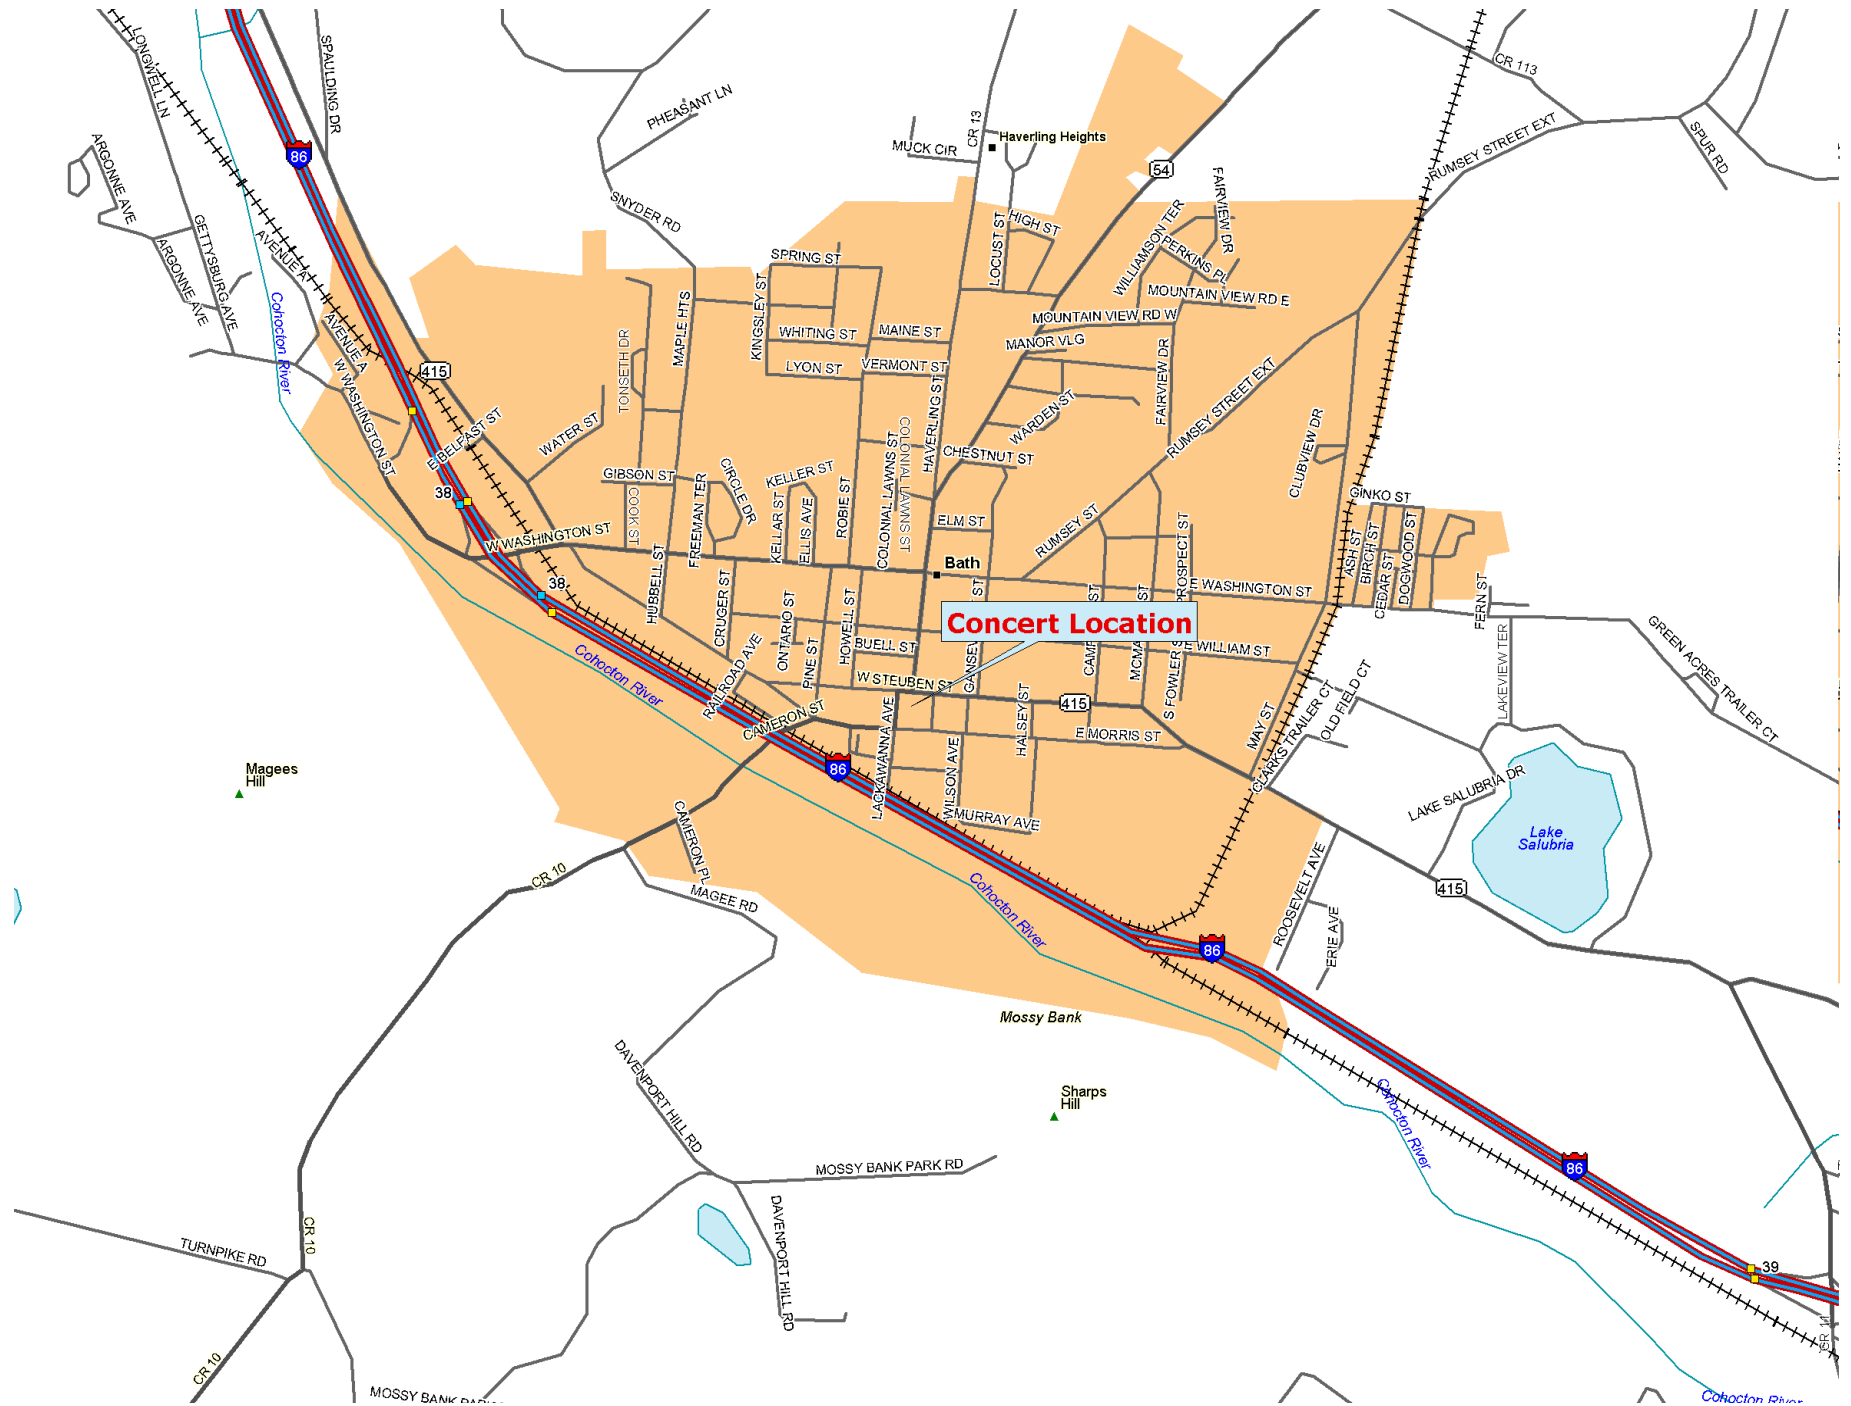 LONGWELL LN
SPAULDING DR
86
PHEASANT LN
MUCK CIR
CR 13
Haverling Heights
CR 113
RUMSEY STREET EXT
SPUR RD
54
ARGONNE AVE
ARGONNE AVE
GETTYSBURG AVE
AVENUE A
AVENUE A
Cohocton River
SNYDER RD
FAIRVIEW DR
WILLIAMSON TER
PERKINS PL
HIGH ST
LOCUST ST
MOUNTAIN VIEW RD E
MOUNTAIN VIEW RD W
MANOR VLG
SPRING ST
KINGSLEY ST
MAPLE HTS
TONSETH DR
WHITING ST
MAINE ST
LYON ST
VERMONT ST
HAVERLING ST
FAIRVIEW DR
RUMSEY STREET EXT
WARDEN ST
CHESTNUT ST
CLUBVIEW DR
415
W WASHINGTON ST
E BELFAST ST
WATER ST
GIBSON ST
COOK ST
FREEMAN TER
CIRCLE DR
KELLER ST
KELLAR ST
ELLIS AVE
ROBIE ST
COLONIAL LAWNS ST
COLONIAL LAWNS ST
ELM ST
RUMSEY ST
PROSPECT ST
GINKO ST
ASH ST
BIRCH ST
CEDAR ST
DOGWOOD ST
FERN ST
38
38
W WASHINGTON ST
Bath
E WASHINGTON ST
HUBBELL ST
CRUGER ST
ONTARIO ST
PINE ST
HOWELL ST
BUELL ST
Concert Location
E WILLIAM ST
S FOWLER S
W STEUBEN ST
415
HALSEY ST
E MORRIS ST
MAY ST
CLARKS TRAILER CT
OLD FIELD CT
LAKEVIEW TER
GREEN ACRES TRAILER CT
Cohocton River
RAILROAD AVE
CAMERON ST
86
LACKAWANNA AVE
WILSON AVE
MURRAY AVE
LAKE SALUBRIA DR
Lake
Salubria
Magees
Hill
CAMERON PL
CR 10
MAGEE RD
Cohocton River
86
ROOSEVELT AVE
ERIE AVE
415
Mossy Bank
Sharps
Hill
DAVENPORT HILL RD
MOSSY BANK PARK RD
DAVENPORT HILL RD
Cohocton River
86
CR 10
TURNPIKE RD
CR 10
39
CR 11
MOSSY BANK PARK
Cohocton River